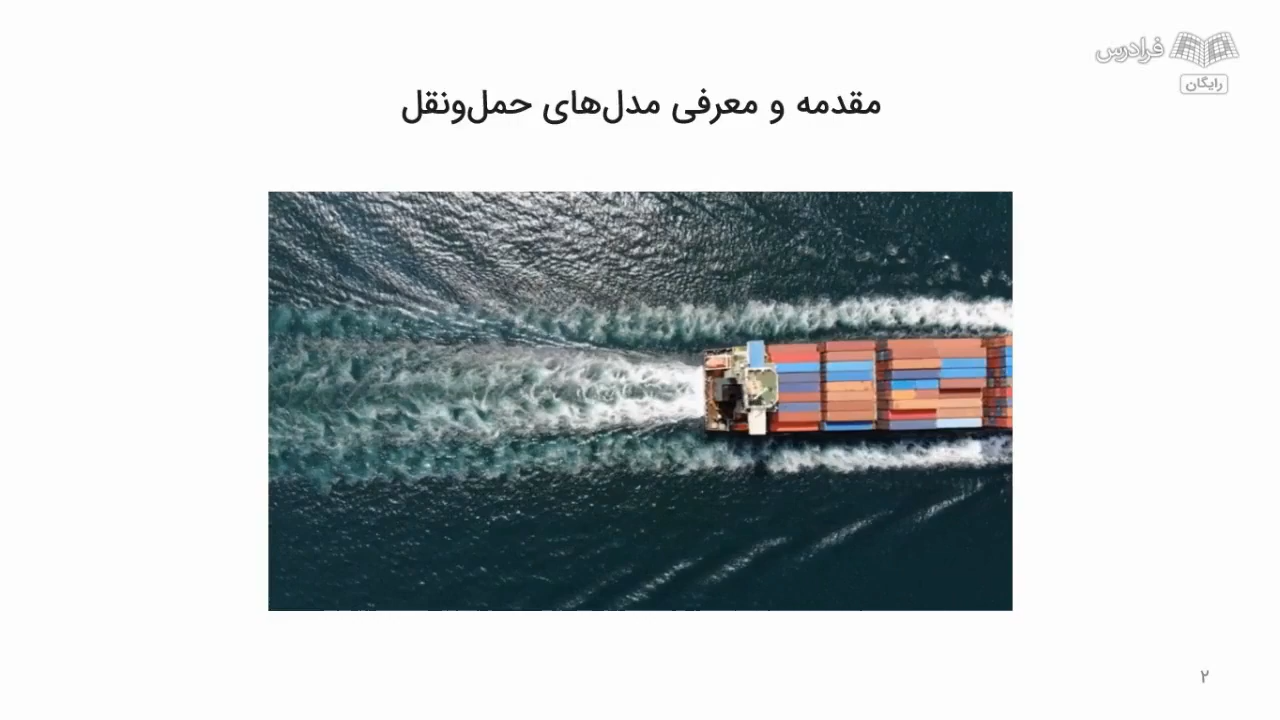 فرادرس
رایگان
مقدمه و معرفی مدل‌های حمل‌ونقل
۲